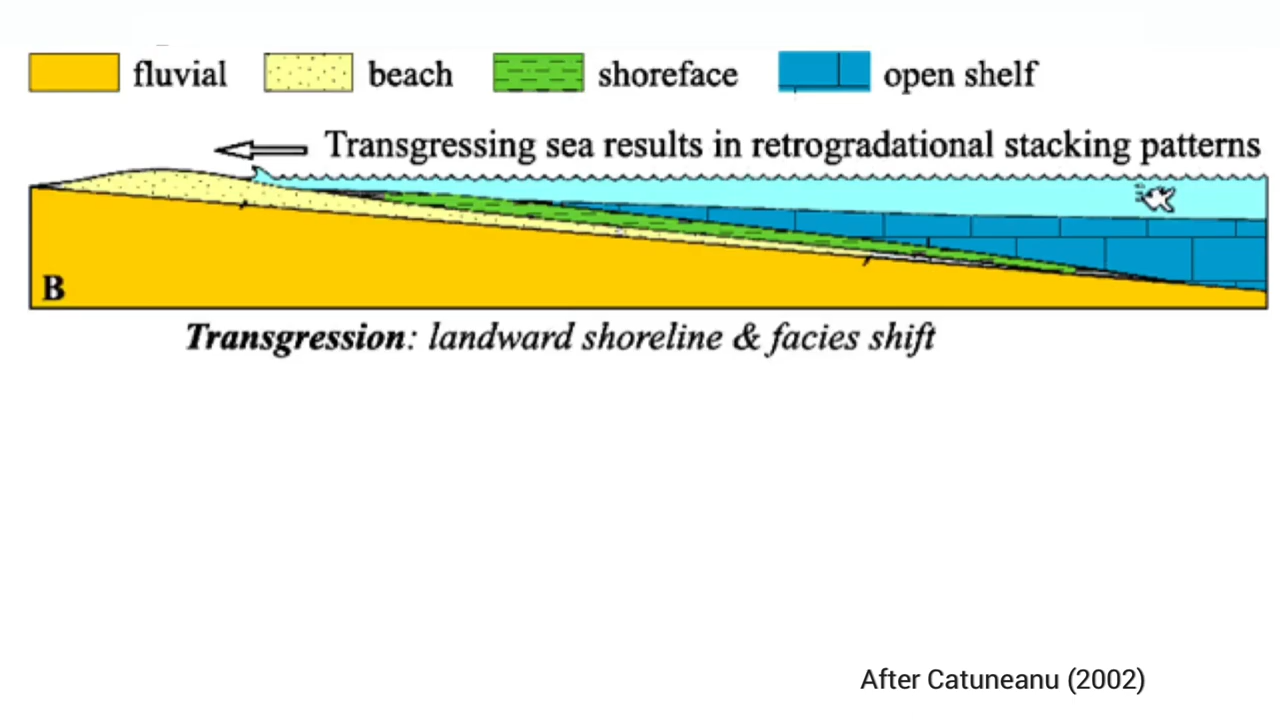 fluvial beach shoreface open shelf
Transgressing sea results in retrogradational stacking patterns
B
Transgression: landward shoreline & facies shift
After Catuneanu (2002)